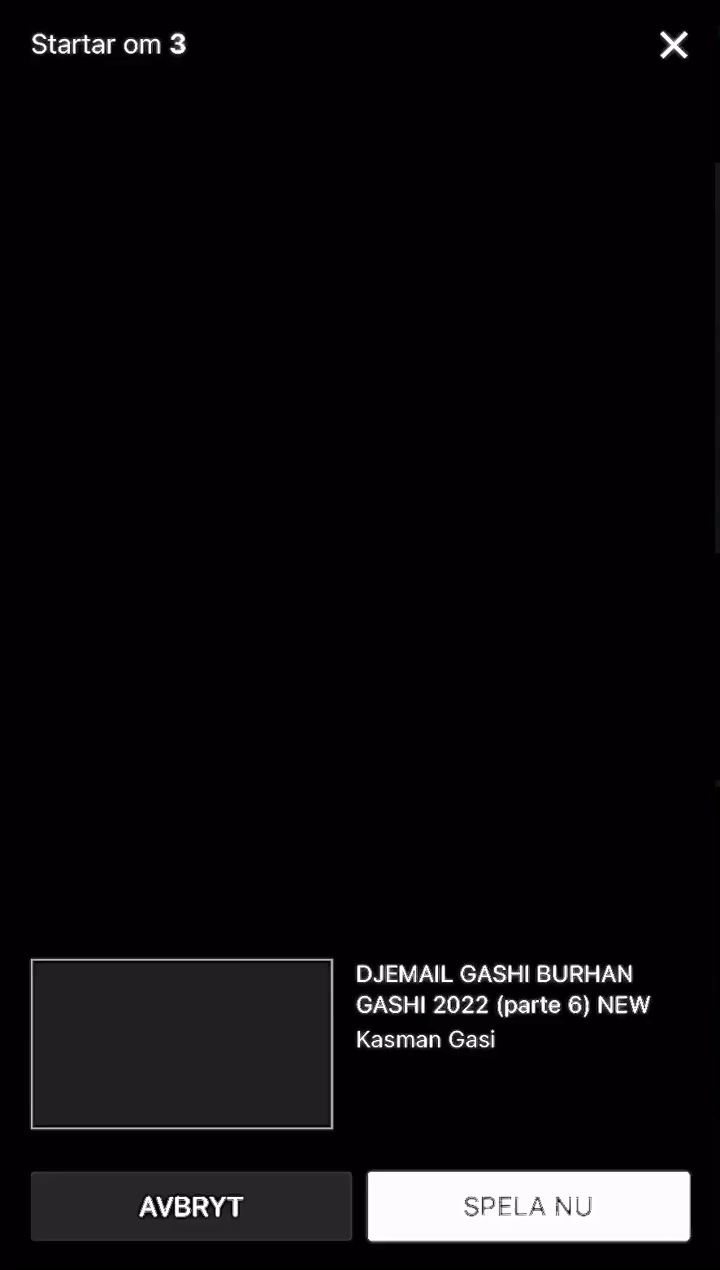 Startar om 3
DJEMAIL GASHI BURHAN
GASHI 2022 (parte 6) NEW
Kasman Gasi
AVBRYT
SPELA NU